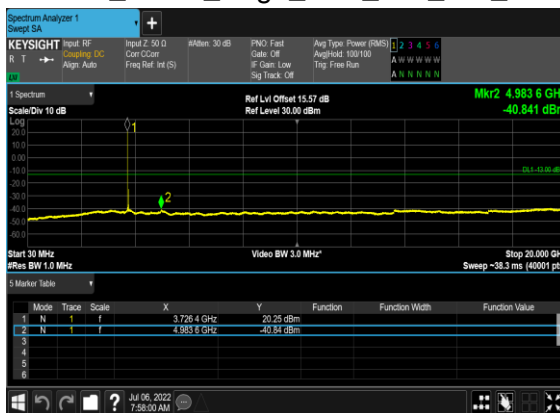 Spectrum Analyzer 1
Swept SA
KEYSIGHT Input: RF Input Z: 50 Ω #Atten: 30 dB PNO: Fast Avg Type: Power (RMS) 1 2 3 4 5 6
R T Coupling: DC Corr CCorr Gate: Off Avg|Hold: 100/100 A W W W W W
Align: Auto Freq Ref: Int (S) IF Gain: Low Trig: Free Run
Sig Track: Off A N N N N N
LXI
1 Spectrum Ref Lvl Offset 15.57 dB Mkr2 4.983 6 GH
Scale/Div 10 dB Ref Level 30.00 dBm -40.841 dBr
Log
20.0
1
10.0
0.00
-10.0
DL1 -13.00 dB
-20.0
-30.0
2
-40.0
-50.0
-60.0
Start 30 MHz Video BW 3.0 MHz* Stop 20.000 GH
#Res BW 1.0 MHz Sweep ~38.3 ms (40001 pt
5 Marker Table
Mode Trace Scale X Y Function Function Width Function Value
1 N 1 f 3.726 4 GHz 20.25 dBm
2 N 1 f 4.983 6 GHz -40.84 dBm
3
4
5
6
? Jul 06, 2022
7:58:00 AM